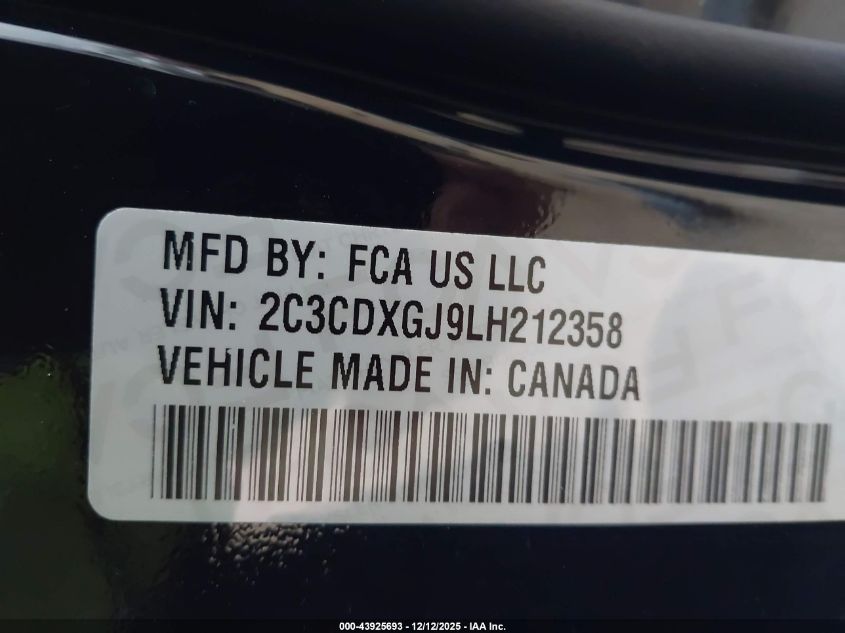 MFD BY: FCA US LLC
VIN: 2C3CDXGJ9LH212358
VEHICLE MADE IN: CANADA
000-43925693 - 12/12/2025 - IAA Inc.